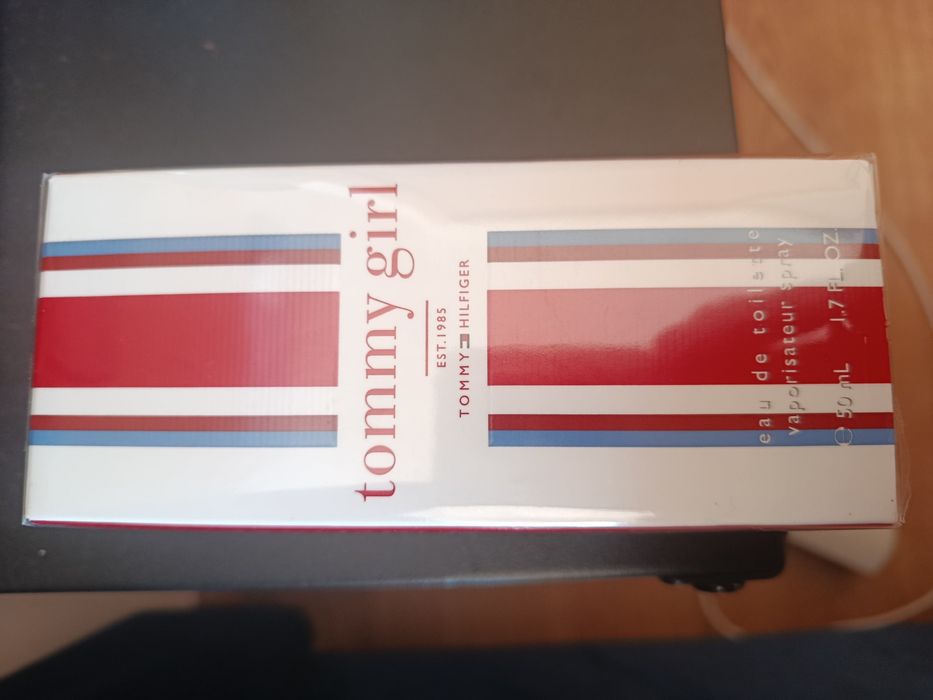 tommy girl
EST.1985
TOMMY HILFIGER
eau de toilette
vaporisateur spray
℮ 50 mL 1.7 FL. OZ.